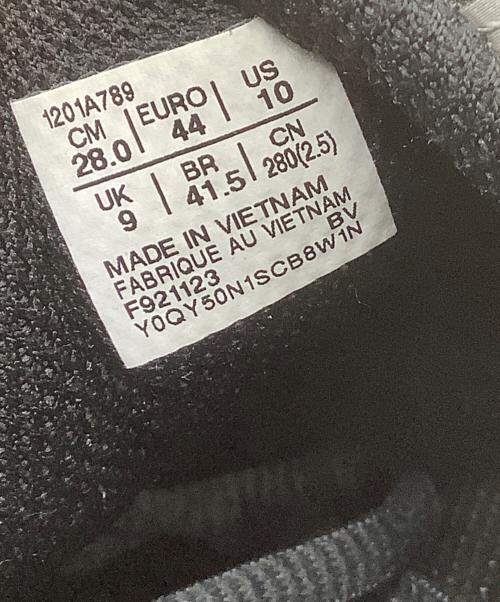 1201A789
CM | EURO | US
28.0 44 10
UK | BR | CN
9 41.5 280(2.5)
MADE IN VIETNAM
FABRIQUE AU VIETNAM
F921123 BV
Y0QY50N1SCB8W1N